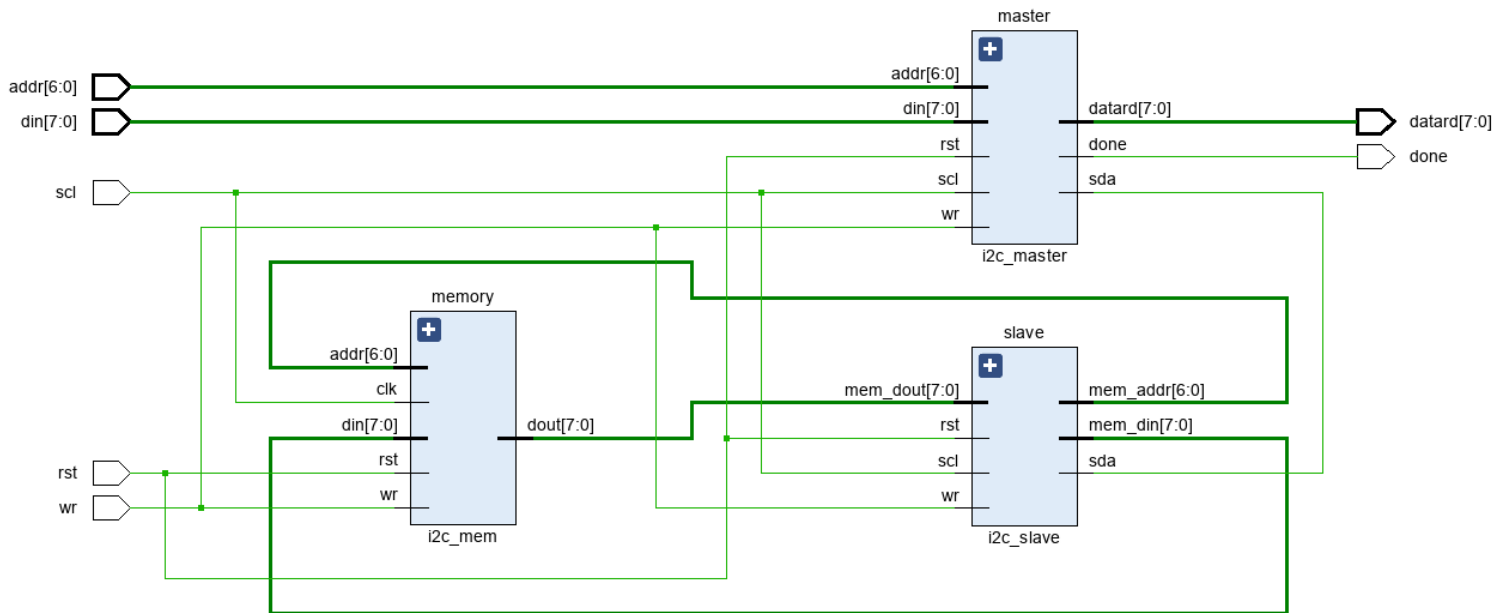 master
addr[6:0]
addr[6:0]
din[7:0]
din[7:0]
datard[7:0]
datard[7:0]
rst
done
done
scl
scl
sda
wr
i2c_master
memory
slave
addr[6:0]
clk
mem_dout[7:0]
mem_addr[6:0]
din[7:0]
dout[7:0]
rst
mem_din[7:0]
rst
rst
scl
sda
wr
wr
wr
i2c_mem
i2c_slave